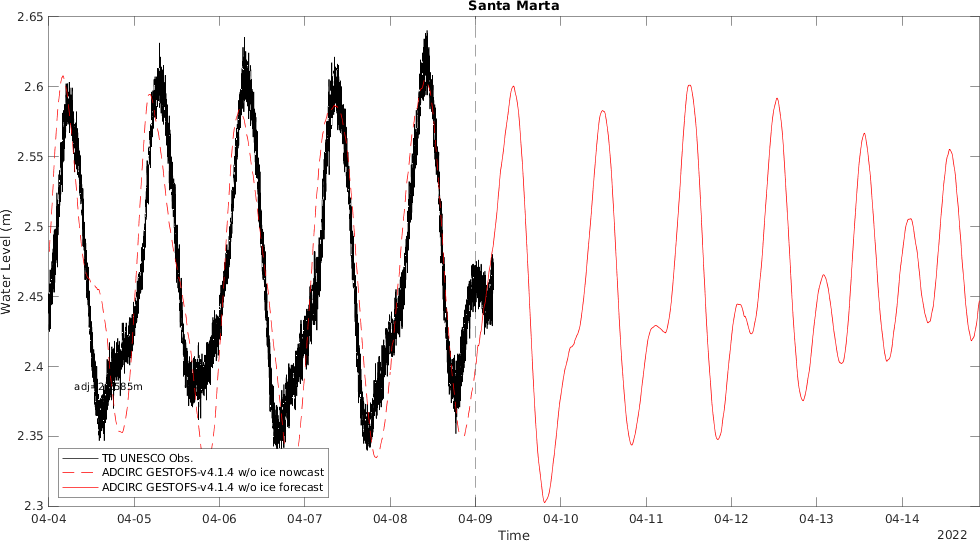 Santa Marta
2.65
2.6
2.55
2.5
2.45
2.4
2.35
2.3
Water Level (m)
TD UNESCO Obs.
ADCIRC GESTOFS-v4.1.4 w/o ice nowcast
ADCIRC GESTOFS-v4.1.4 w/o ice forecast
04-04 04-05 04-06 04-07 04-08 04-09 04-10 04-11 04-12 04-13 04-14
Time
2022